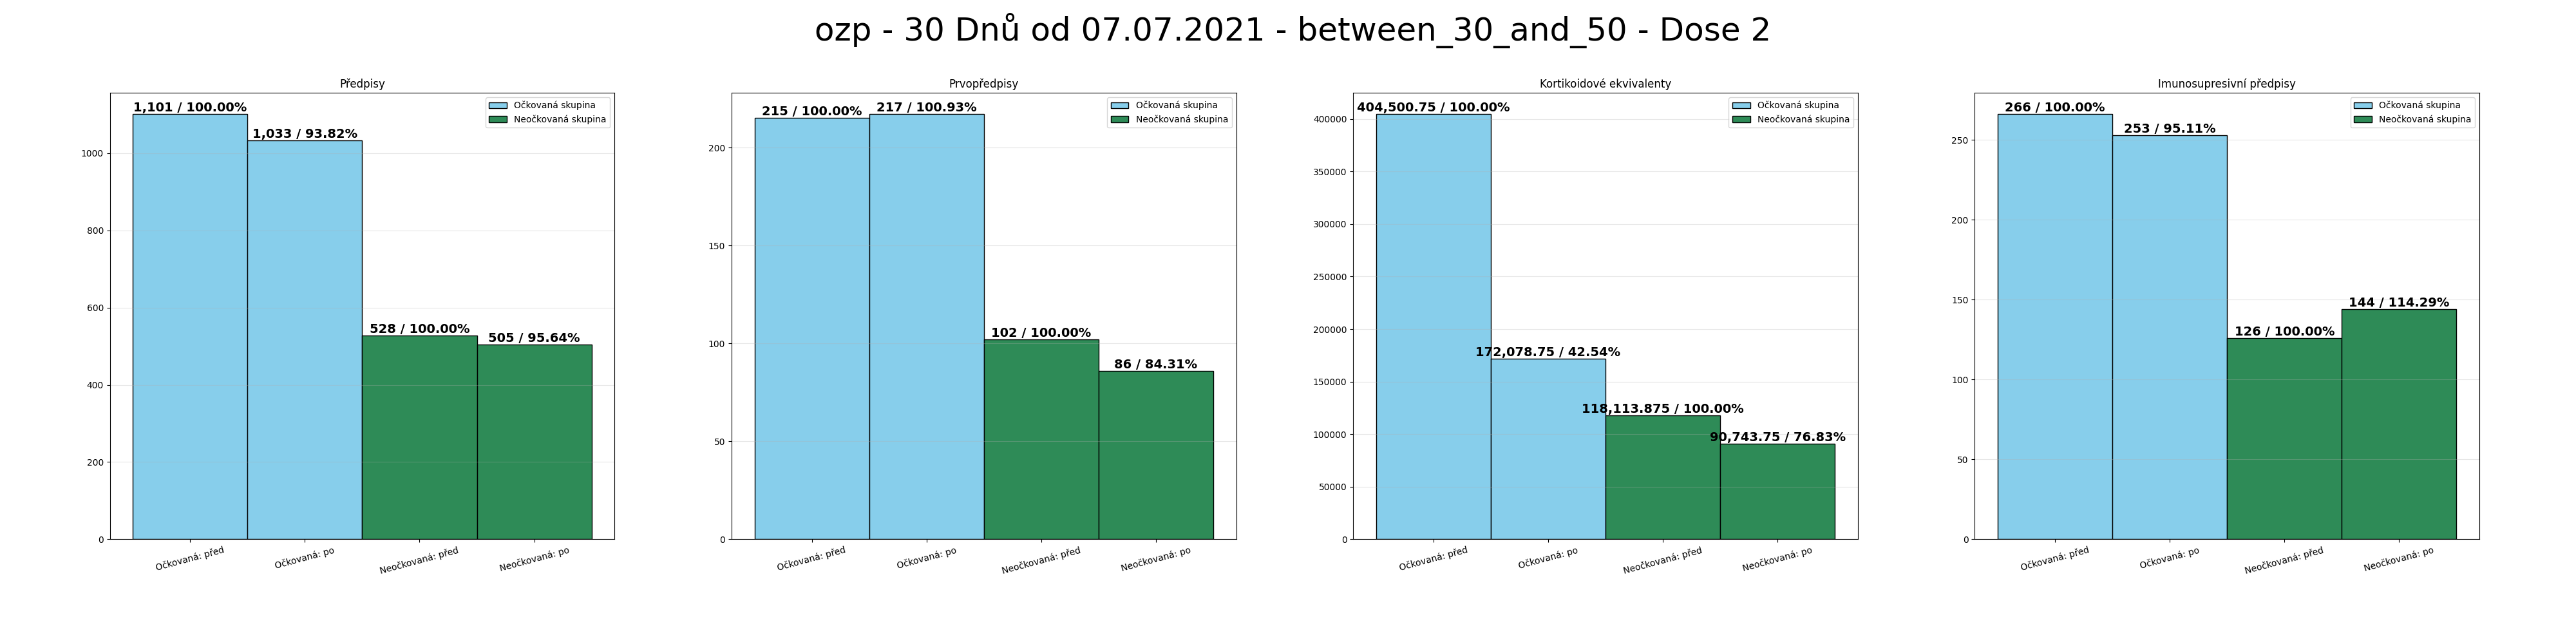 ozp - 30 Dnů od 07.07.2021 - between_30_and_50 - Dose 2
Předpisy
1,101 / 100.00%
1,033 / 93.82%
528 / 100.00%
505 / 95.64%
Očkovaná skupina
Neočkovaná skupina
1000
800
600
400
200
0
Očkovaná: před
Očkovaná: po
Neočkovaná: před
Neočkovaná: po
Prvopředpisy
215 / 100.00%
217 / 100.93%
102 / 100.00%
86 / 84.31%
Očkovaná skupina
Neočkovaná skupina
200
150
100
50
0
Očkovaná: před
Očkovaná: po
Neočkovaná: před
Neočkovaná: po
Kortikoidové ekvivalenty
404,500.75 / 100.00%
172,078.75 / 42.54%
118,113.875 / 100.00%
90,743.75 / 76.83%
Očkovaná skupina
Neočkovaná skupina
400000
350000
300000
250000
200000
150000
100000
50000
0
Očkovaná: před
Očkovaná: po
Neočkovaná: před
Neočkovaná: po
Imunosupresivní předpisy
266 / 100.00%
253 / 95.11%
126 / 100.00%
144 / 114.29%
Očkovaná skupina
Neočkovaná skupina
250
200
150
100
50
0
Očkovaná: před
Očkovaná: po
Neočkovaná: před
Neočkovaná: po